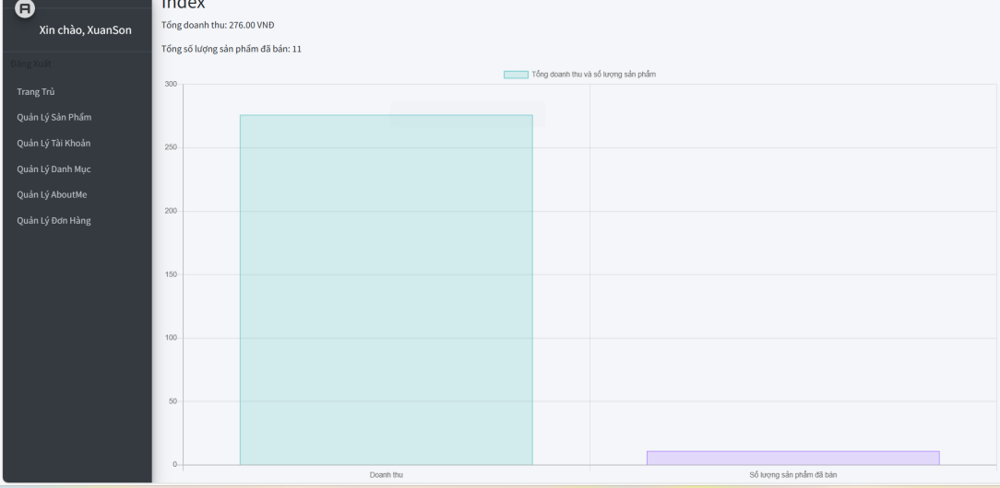 Index
A
Xin chào, XuanSon
Tổng doanh thu: 276.00 VNĐ
Tổng số lượng sản phẩm đã bán: 11
Đăng Xuất
Trang Trủ
Quản Lý Sản Phẩm
Quản Lý Tài Khoản
Quản Lý Danh Mục
Quản Lý AboutMe
Quản Lý Đơn Hàng
Tổng doanh thu và số lượng sản phẩm
300
250
200
150
100
50
0
Doanh thu
Số lượng sản phẩm đã bán